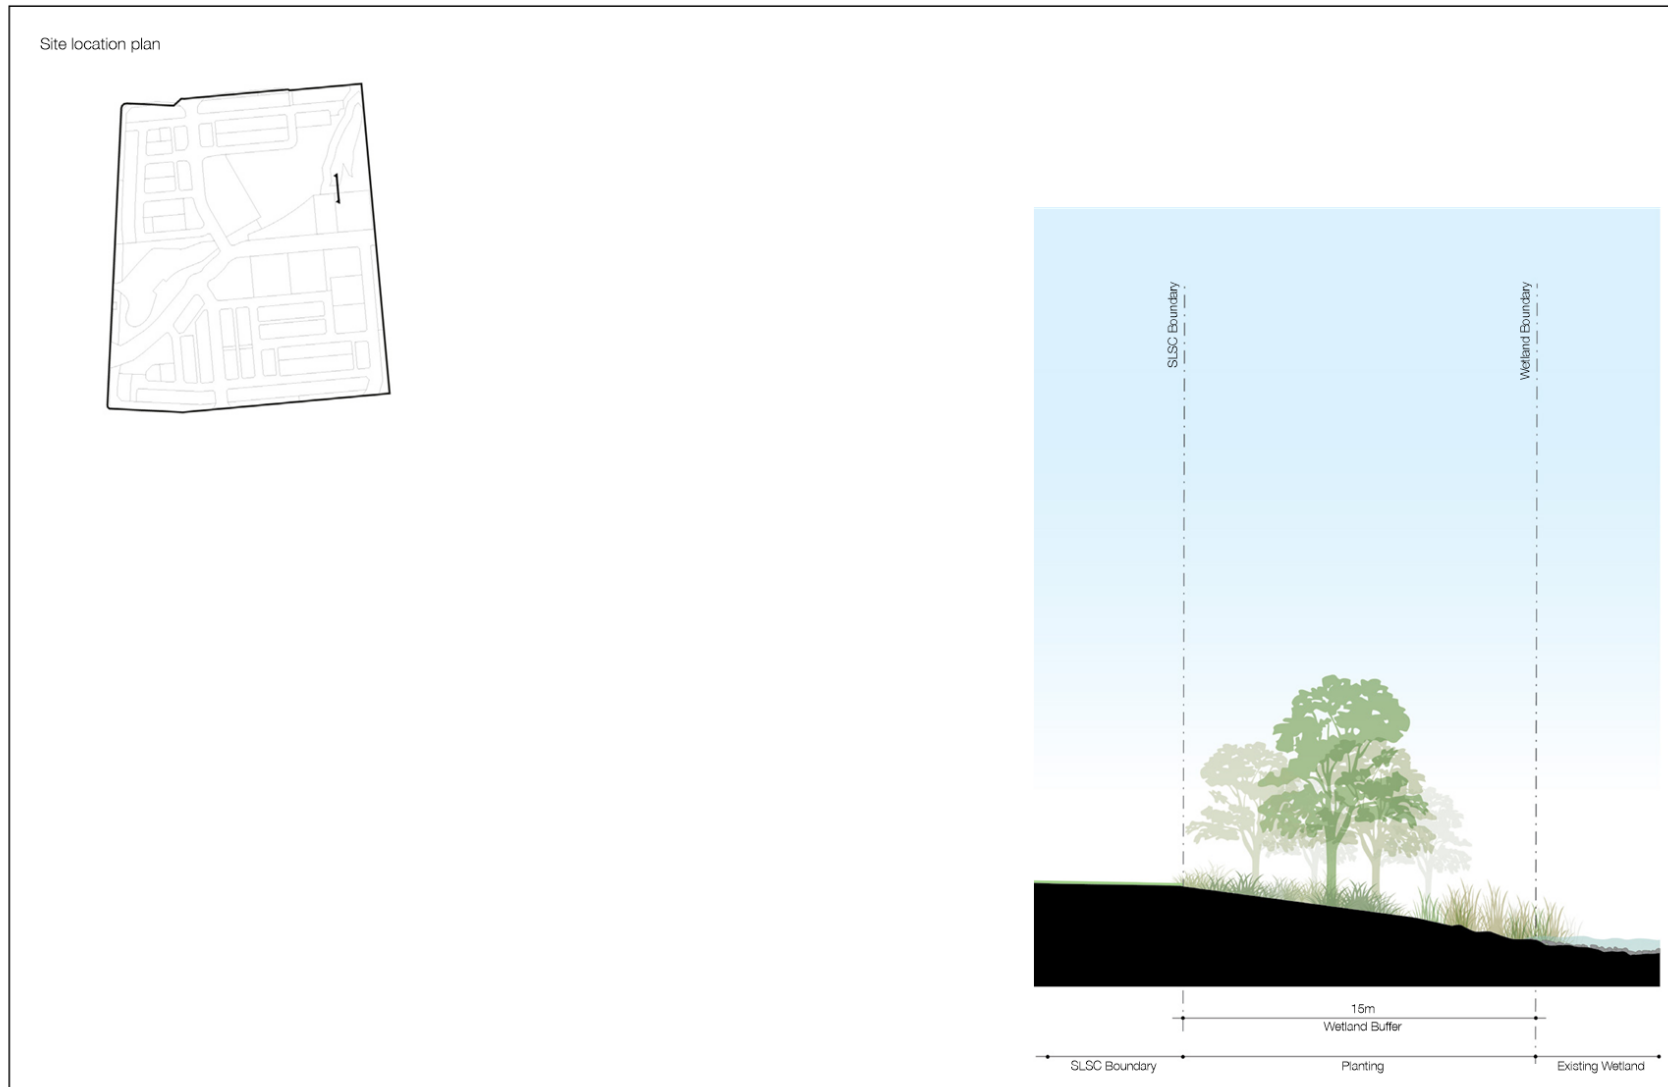 Site location plan
SLSC Boundary
Wetland Boundary
15m
Wetland Buffer
SLSC Boundary
Planting
Existing Wetland